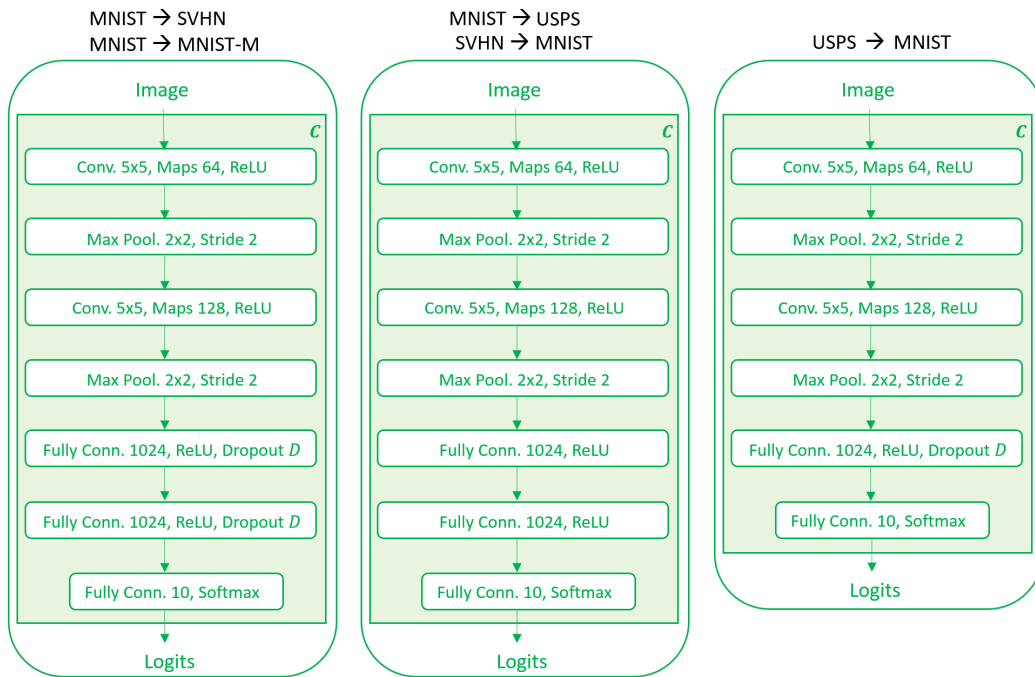 MNIST → SVHN
MNIST → MNIST-M
Image
C
Conv. 5x5, Maps 64, ReLU
Max Pool. 2x2, Stride 2
Conv. 5x5, Maps 128, ReLU
Max Pool. 2x2, Stride 2
Fully Conn. 1024, ReLU, Dropout D
Fully Conn. 1024, ReLU, Dropout D
Fully Conn. 10, Softmax
Logits
MNIST → USPS
SVHN → MNIST
Image
C
Conv. 5x5, Maps 64, ReLU
Max Pool. 2x2, Stride 2
Conv. 5x5, Maps 128, ReLU
Max Pool. 2x2, Stride 2
Fully Conn. 1024, ReLU
Fully Conn. 1024, ReLU
Fully Conn. 10, Softmax
Logits
USPS → MNIST
Image
C
Conv. 5x5, Maps 64, ReLU
Max Pool. 2x2, Stride 2
Conv. 5x5, Maps 128, ReLU
Max Pool. 2x2, Stride 2
Fully Conn. 1024, ReLU, Dropout D
Fully Conn. 10, Softmax
Logits